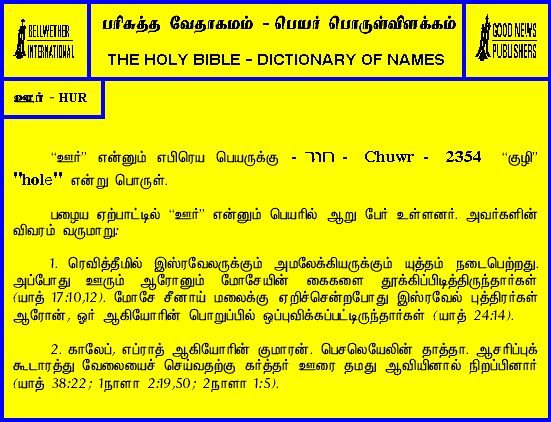 BELLWETHER
INTERNATIONAL
பரிசுத்த வேதாகமம் - பெயர் பொருள்விளக்கம்
THE HOLY BIBLE - DICTIONARY OF NAMES
GOOD NEWS
PUBLISHERS
ஊர் - HUR
“ஊர்” என்னும் எபிரெய பெயருக்கு - חור - Chuwr - 2354 “குழி”
"hole" என்று பொருள்.
பழைய ஏற்பாட்டில் “ஊர்” என்னும் பெயரில் ஆறு பேர் உள்ளனர். அவர்களின்
விவரம் வருமாறு:
1. ரெவித்தீமில் இஸ்ரவேலருக்கும் அமலேக்கியருக்கும் யுத்தம் நடைபெற்றது.
அப்போது ஊரும் ஆரோனும் மோசேயின் கைகளை தூக்கிப்பிடித்திருந்தார்கள்
(யாத் 17:10,12). மோசே சீனாய் மலைக்கு ஏறிச்சென்றபோது இஸ்ரவேல் புத்திரர்கள்
ஆரோன், ஓர் ஆகியோரின் பொறுப்பில் ஒப்புவிக்கப்பட்டிருந்தார்கள் (யாத் 24:14).
2. காலேப், எப்ராத் ஆகியோரின் குமாரன். பெசலெயேலின் தாத்தா. ஆசரிப்புக்
கூடாரத்து வேலையைச் செய்வதற்கு கர்த்தர் ஊரை தமது ஆவியினால் நிறப்பினார்
(யாத் 38:22; 1நாளா 2:19,50; 2நாளா 1:5).